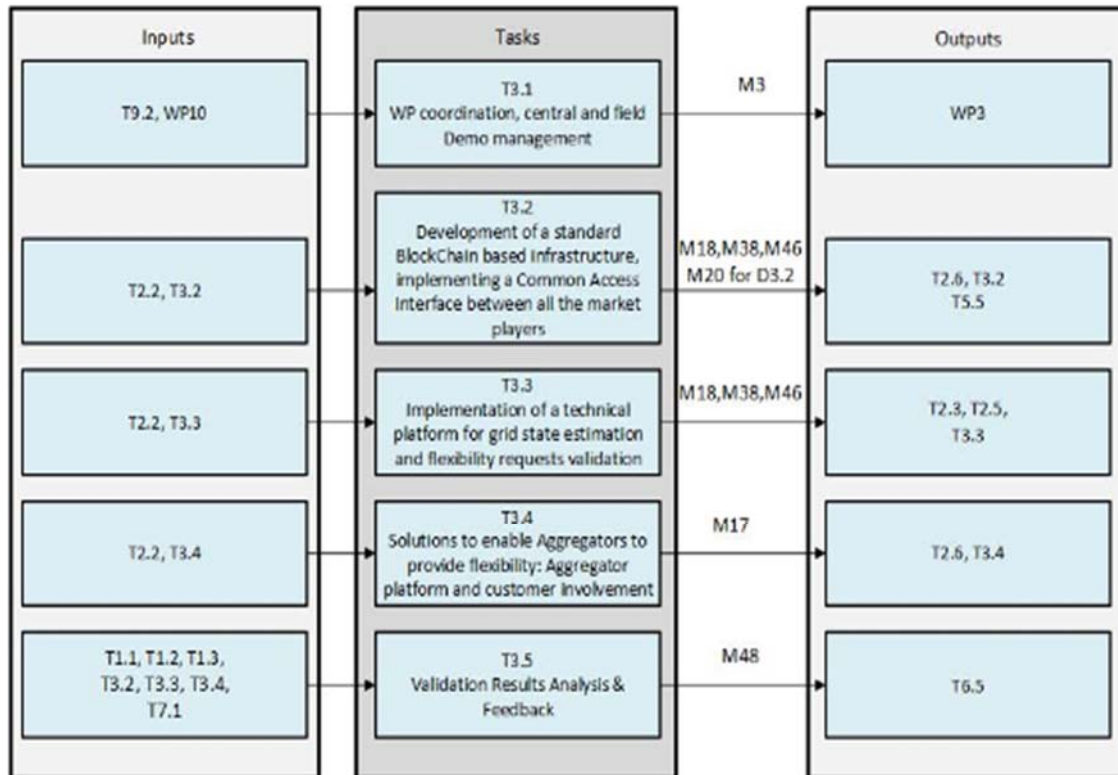 Inputs
Tasks
Outputs
T9.2, WP10
T3.1
WP coordination, central and field
Demo management
M3
WP3
T2.2, T3.2
T3.2
Development of a standard
BlockChain based infrastructure,
implementing a Common Access
Interface between all the market
players
M18,M38,M46
M20 for D3.2
T2.6, T3.2
T5.5
T2.2, T3.3
T3.3
Implementation of a technical
platform for grid state estimation
and flexibility requests validation
M18,M38,M46
T2.3, T2.5,
T3.3
T2.2, T3.4
T3.4
Solutions to enable Aggregators to
provide flexibility: Aggregator
platform and customer involvement
M17
T2.6, T3.4
T1.1, T1.2, T1.3,
T3.2, T3.3, T3.4,
T7.1
T3.5
Validation Results Analysis &
Feedback
M48
T6.5